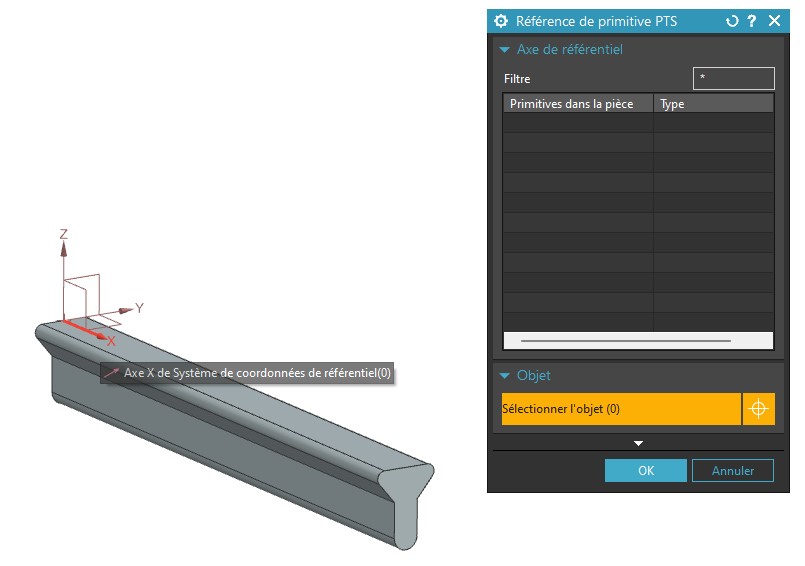 Référence de primitive PTS
Axe de référentiel
Filtre
*
Primitives dans la pièce Type
Z
Y
X
Axe X de Système de coordonnées de référentiel(0)
Objet
Sélectionner l'objet (0)
OK Annuler